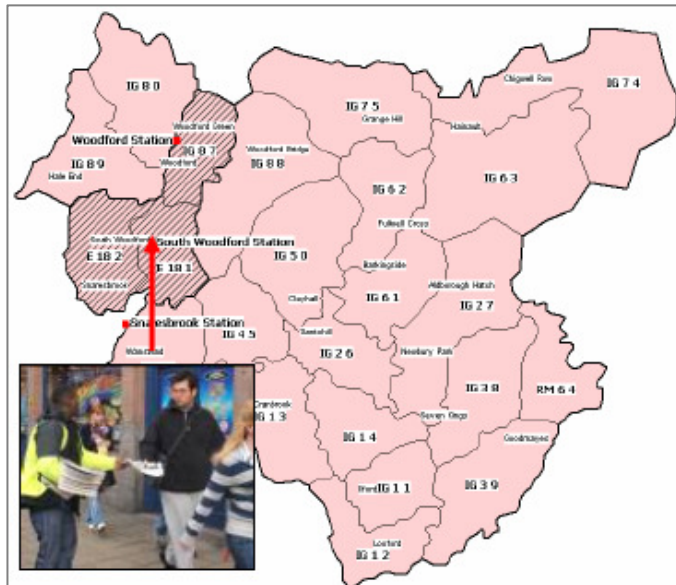 Chigwell Row
IG 7 4
IG 8 0
IG 7 5
Grange Hill
Hainault
Woodford Green
Woodford Station
IG 8 7
Woodford Bridge
IG 8 8
Woodford
IG 8 9
Hale End
IG 6 2
IG 6 3
Fullwell Cross
South Woodford
South Woodford Station
E 18 2
E 18 1
IG 5 0
Barkingside
Aldborough Hatch
Snaresbrook
Clayhall
IG 6 1
IG 2 7
Snaresbrook Station
IG 4 5
Gants hill
Wanstead
IG 2 6
Newbury Park
IG 3 8
RM 6 4
Cranbrook
IG 1 3
IG 1 4
Seven Kings
Goodmayes
Ilford
IG 1 1
IG 3 9
Loxford
IG 1 2